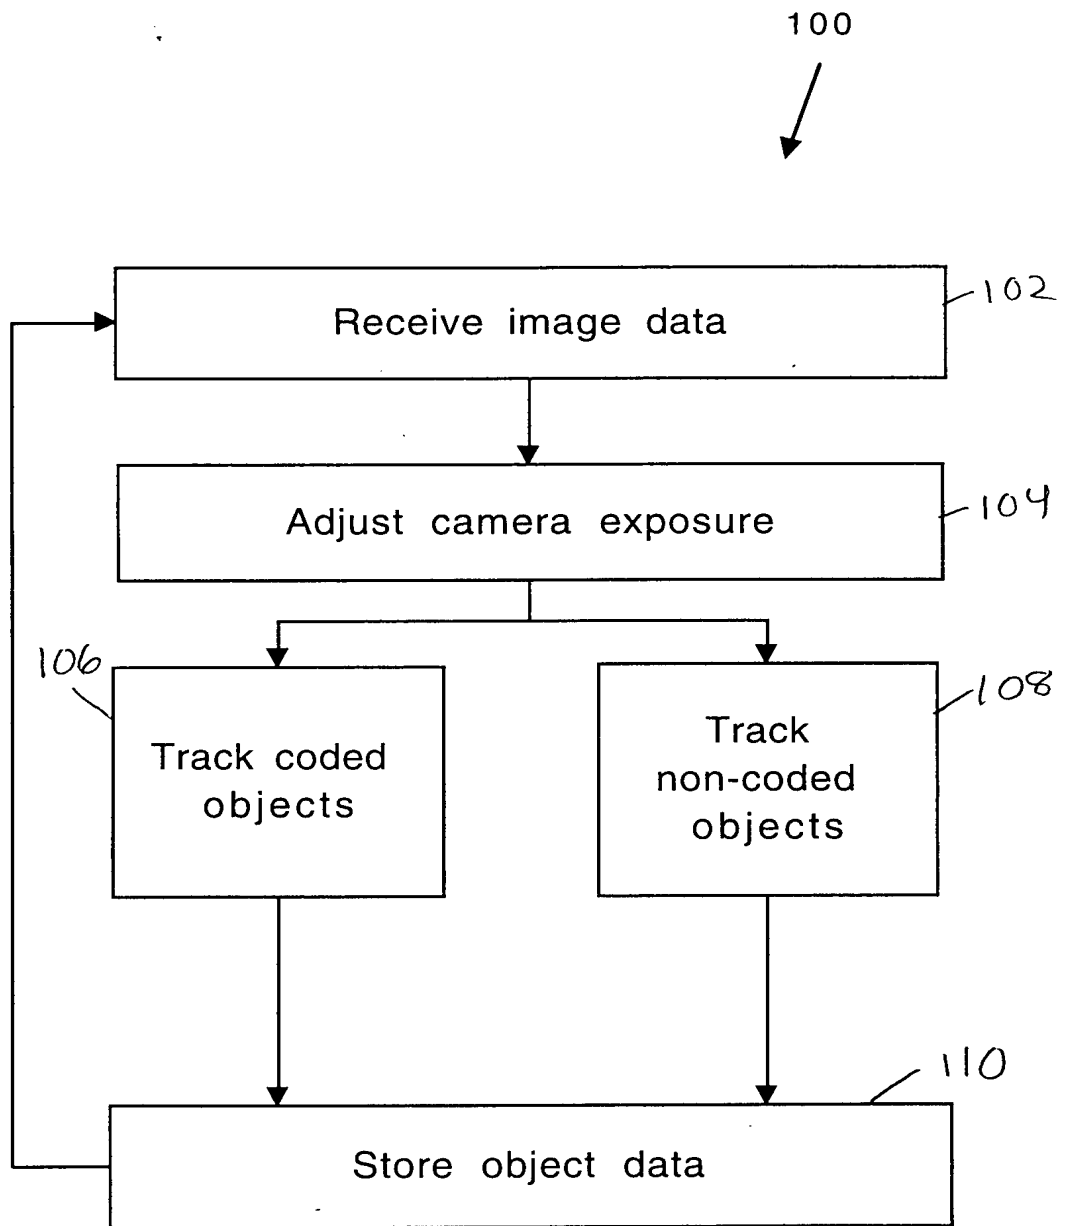 100
Receive image data
102
Adjust camera exposure
104
106
Track coded
objects
108
Track
non-coded
objects
110
Store object data